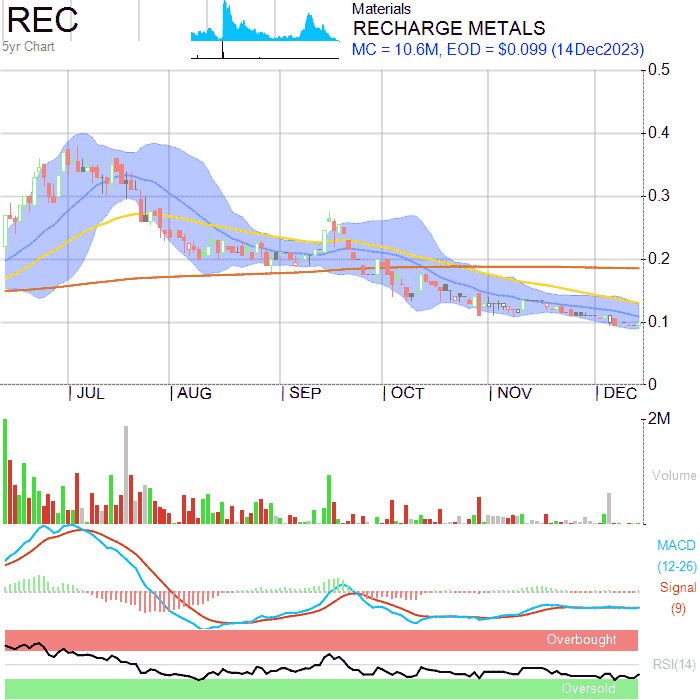 REC
5yr Chart
Materials
RECHARGE METALS
MC = 10.6M, EOD = $0.099 (14Dec2023)
0.5
0.4
0.3
0.2
0.1
0
JUL AUG SEP OCT NOV DEC
2M
Volume
MACD
(12-26)
Signal
(9)
Overbought
RSI(14)
Oversold